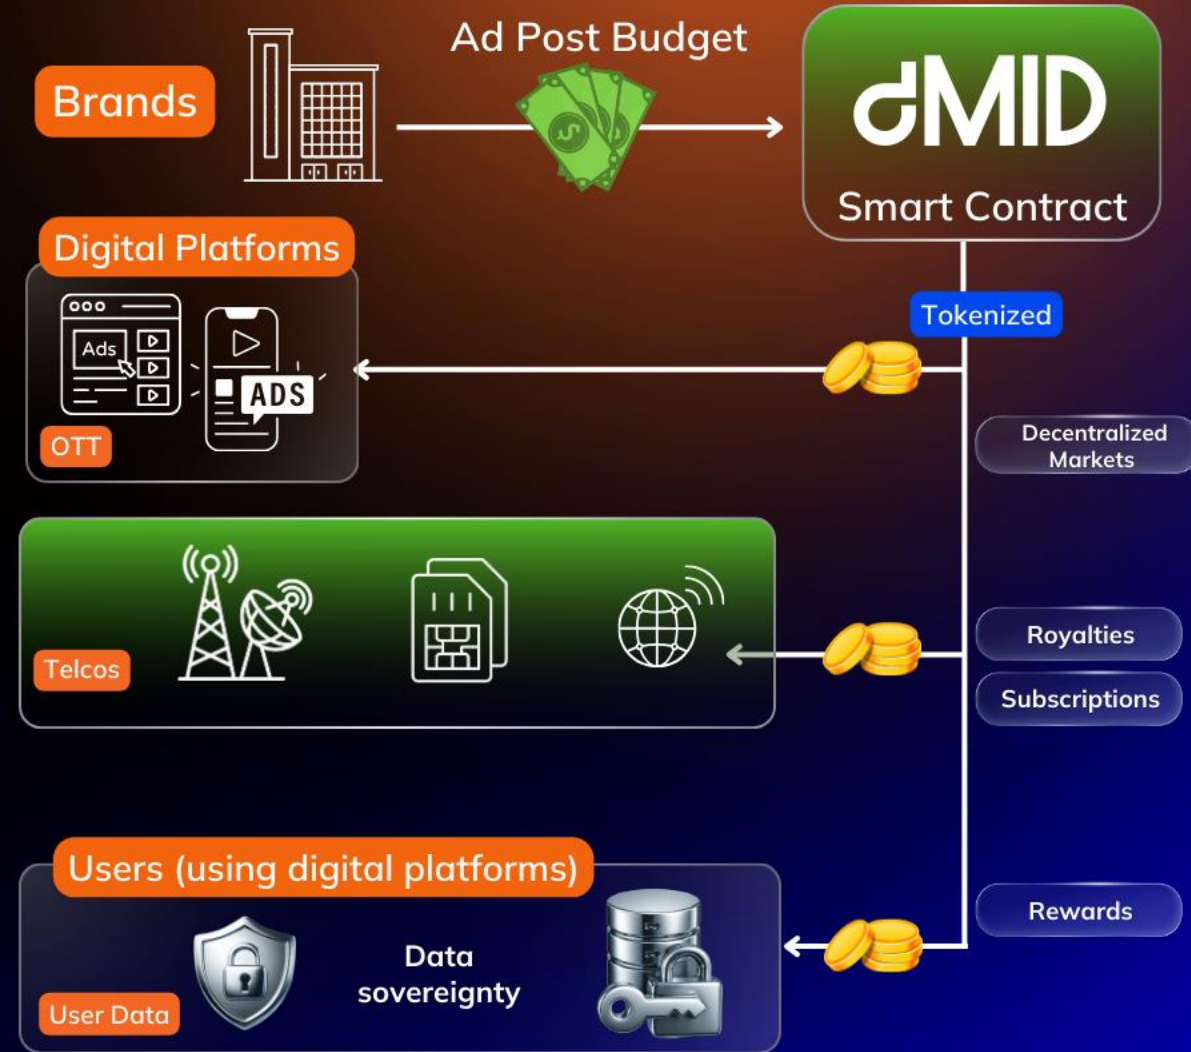 Ad Post Budget
Brands
dMID
Smart Contract
Digital Platforms
Tokenized
Ads
ADS
OTT
Decentralized
Markets
Royalties
Telcos
Subscriptions
Users (using digital platforms)
Rewards
Data
sovereignty
User Data